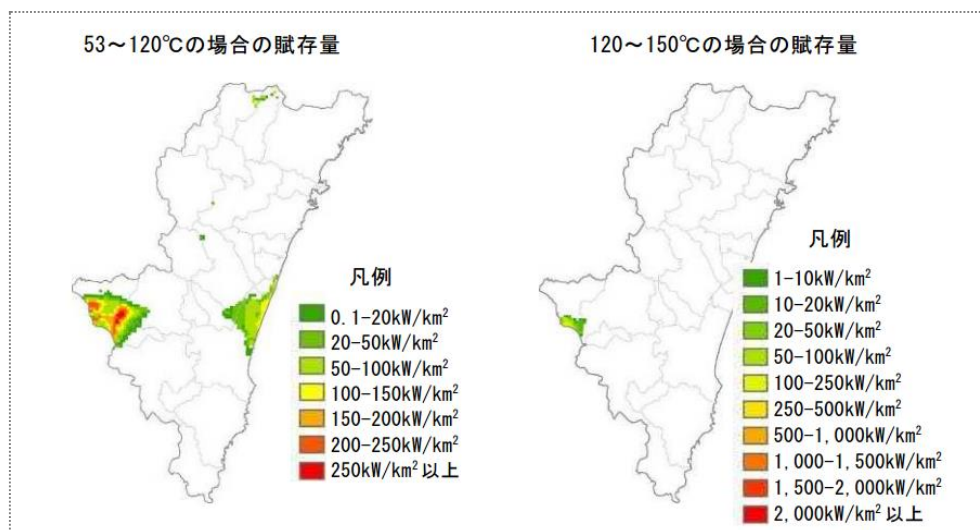 53～120℃の場合の賦存量
凡例
0.1-20kW/km²
20-50kW/km²
50-100kW/km²
100-150kW/km²
150-200kW/km²
200-250kW/km²
250kW/km²以上
120～150℃の場合の賦存量
凡例
1-10kW/km²
10-20kW/km²
20-50kW/km²
50-100kW/km²
100-250kW/km²
250-500kW/km²
500-1,000kW/km²
1,000-1,500kW/km²
1,500-2,000kW/km²
2,000kW/km²以上